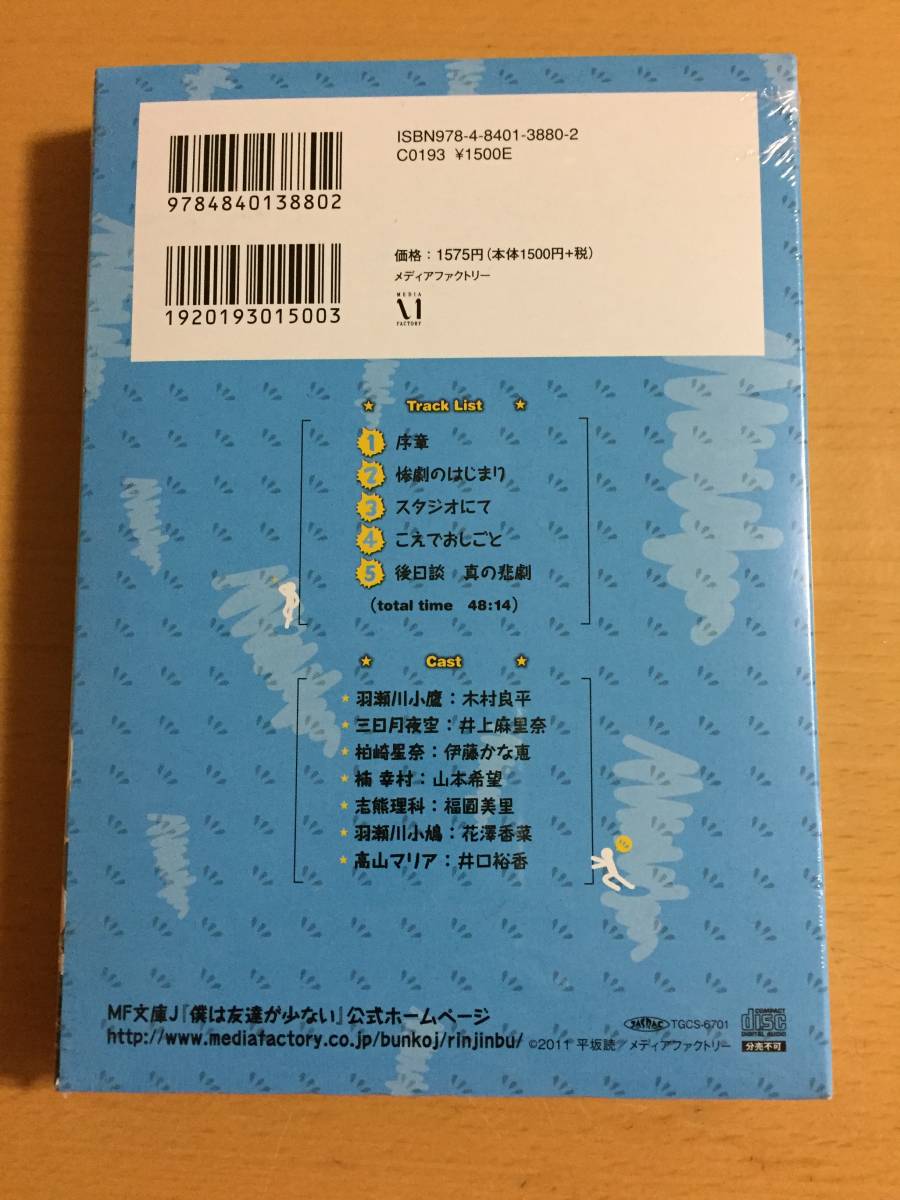 ISBN978-4-8401-3880-2
C0193 ¥1500E
9784840138802
価格：1575円(本体1500円+税)
メディアファクトリー
MEDIA
FACTORY
1920193015003
★ Track List ★
1 序章
2 惨劇のはじまり
3 スタジオにて
4 こえでおしごと
5 後日談 真の悲劇
(total time 48:14)
★ Cast ★
★羽瀬川小鷹：木村良平
★三日月夜空：井上麻里奈
★柏崎星奈：伊藤かな恵
★楠 幸村：山本希望
★志熊理科：福圓美里
★羽瀬川小鳩：花澤香菜
★高山マリア：井口裕香
MF文庫J『僕は友達が少ない』公式ホームページ
http://www.mediafactory.co.jp/bunkoj/rinjinbu/
©2011 平坂読／メディアファクトリー
TGCS-6701
COMPACT
disc
DIGITAL AUDIO
分売不可